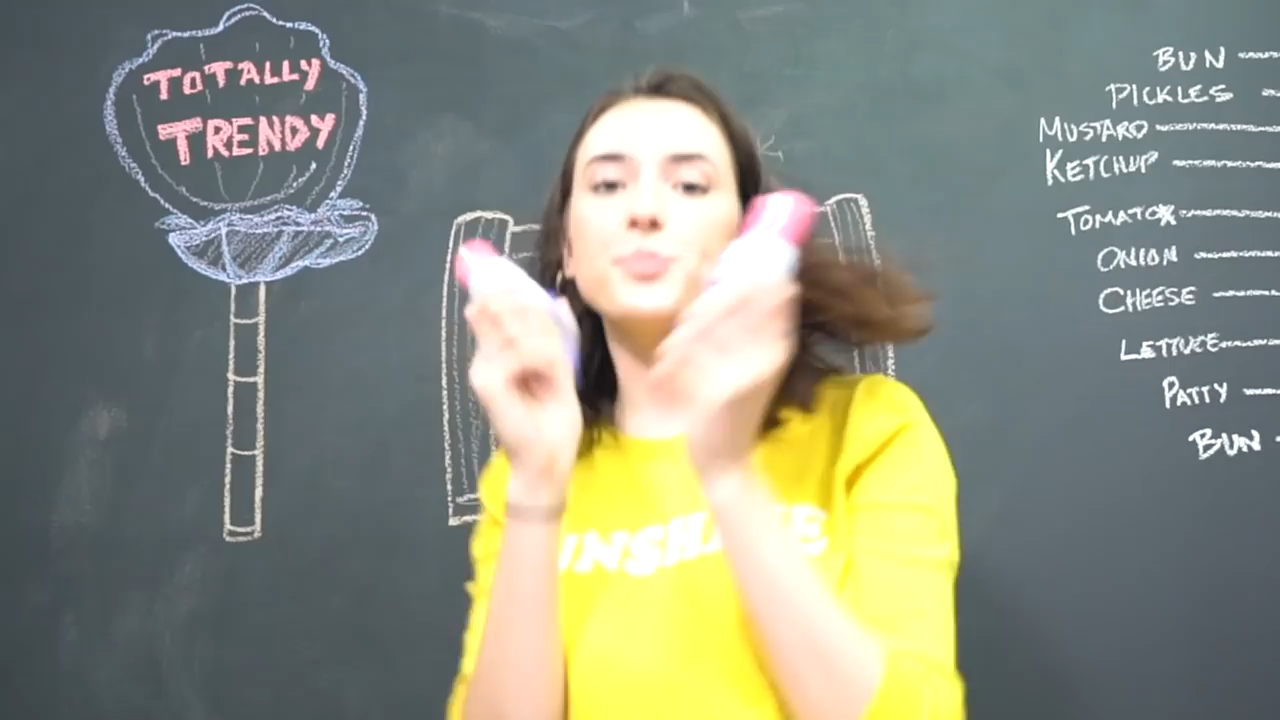 TOTALLY
TRENDY
BUN
PICKLES
MUSTARD
KETCHUP
TOMATO
ONION
CHEESE
LETTUCE
PATTY
BUN